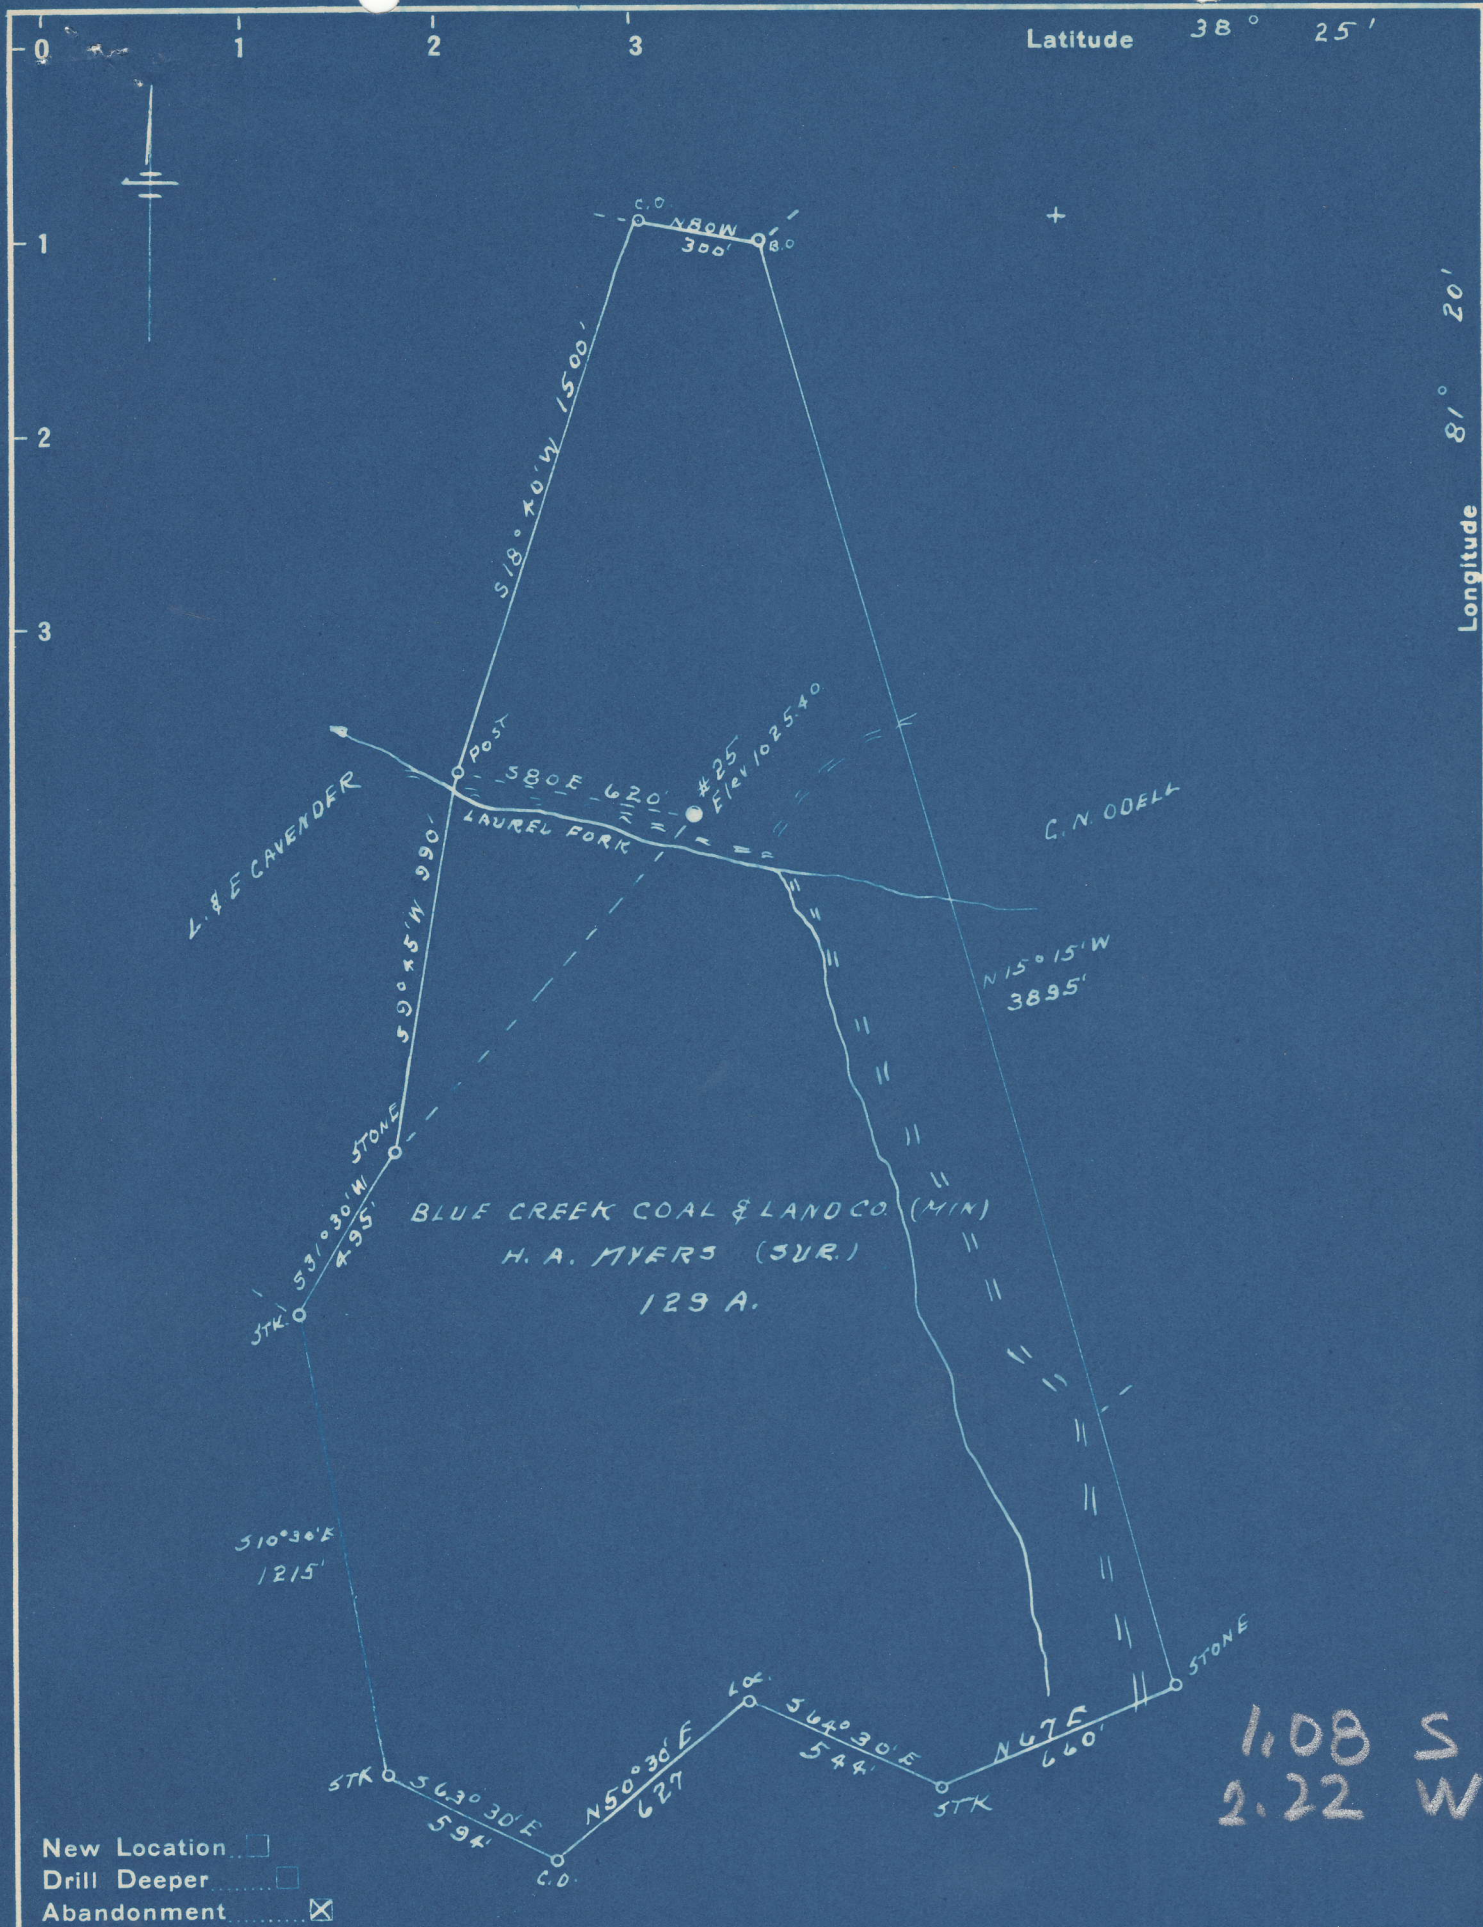 0 1 2 3
Latitude 38° 25'
1
2
3
Longitude 81° 20'
C.O.
N80W
300'
B.O
S18°40'W 1500'
POST
S80E 620'
#25
Elev 1025.40
LAUREL FORK
L. & E CAVENDER
C. N. ODELL
S9°45'W 990'
N15°15'W
3895'
STONE
S31°30'W
495'
STK.
BLUE CREEK COAL & LAND CO. (MIN)
H. A. MYERS (SUR.)
129 A.
S10°30'E
1215'
STK
S63°30'E
594'
C.O.
N50°30'E
627
S64°30'E
544'
STK
N67E
660'
STONE
1.08 S
2.22 W
New Location
Drill Deeper
Abandonment